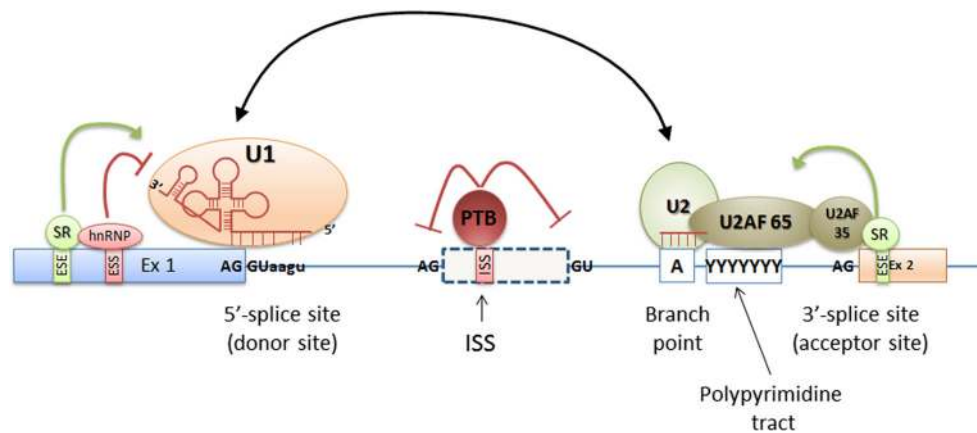 U1
3'
5'
SR
hnRNP
ESE
ESS
Ex 1
AG GUaagu
5'-splice site
(donor site)
PTB
AG
ISS
GU
ISS
U2
U2AF 65
U2AF
35
SR
A
YYYYYYY
AG
ESE
Ex 2
Branch
point
3'-splice site
(acceptor site)
Polypyrimidine
tract